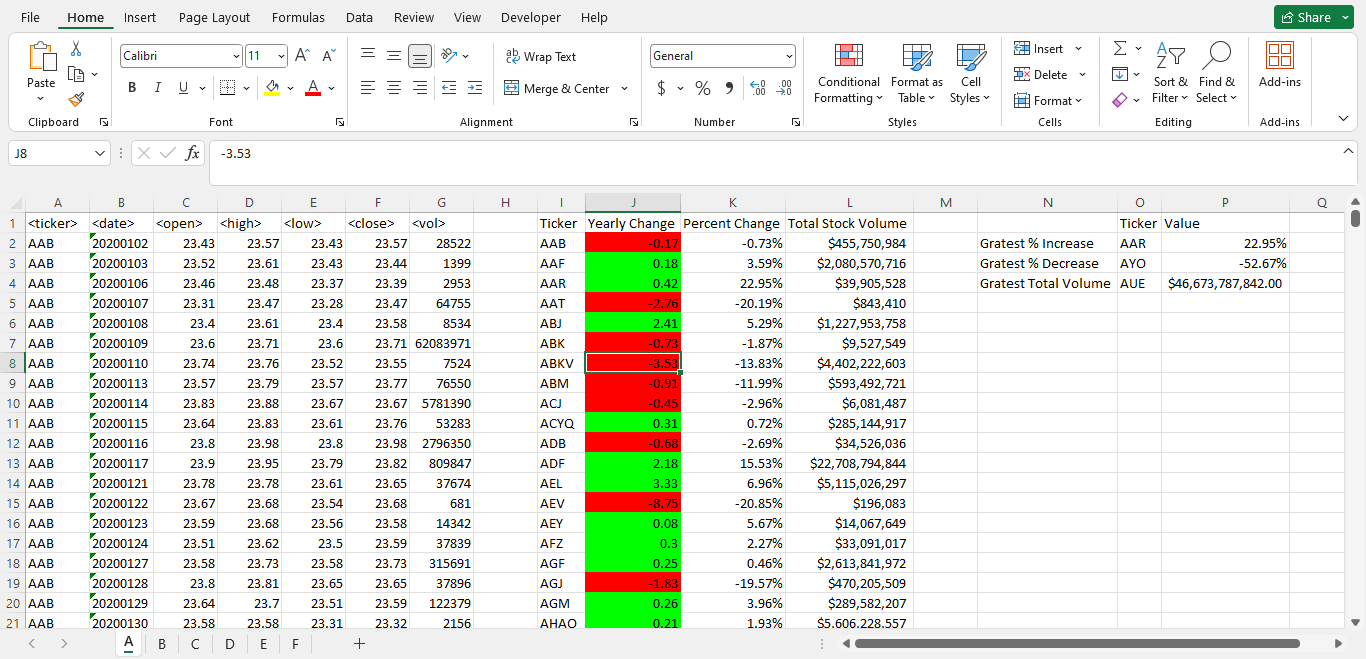 File Home Insert Page Layout Formulas Data Review View Developer Help Share
Calibri 11 Wrap Text General Insert
Paste B I U A Merge & Center $ % Conditional Formatting Format as Table Cell Styles Delete Sort & Filter Find & Select Add-ins
Format
Clipboard Font Alignment Number Styles Cells Editing Add-ins
J8 fx -3.53
A B C D E F G H I J K L M N O P Q
1 <ticker> <date> <open> <high> <low> <close> <vol> Ticker Yearly Change Percent Change Total Stock Volume Ticker Value
2 AAB 20200102 23.43 23.57 23.43 23.57 28522 AAB -0.17 -0.73% $455,750,984 Gratest % Increase AAR 22.95%
3 AAB 20200103 23.52 23.61 23.43 23.44 1399 AAF 0.18 3.59% $2,080,570,716 Gratest % Decrease AYO -52.67%
4 AAB 20200106 23.46 23.48 23.37 23.39 2953 AAR 0.42 22.95% $39,905,528 Gratest Total Volume AUE $46,673,787,842.00
5 AAB 20200107 23.31 23.47 23.28 23.47 64755 AAT -2.76 -20.19% $843,410
6 AAB 20200108 23.4 23.61 23.4 23.58 8534 ABJ 2.41 5.29% $1,227,953,758
7 AAB 20200109 23.6 23.71 23.6 23.71 62083971 ABK -0.73 -1.87% $9,527,549
8 AAB 20200110 23.74 23.76 23.52 23.55 7524 ABKV -3.53 -13.83% $4,402,222,603
9 AAB 20200113 23.57 23.79 23.57 23.77 76550 ABM -0.91 -11.99% $593,492,721
10 AAB 20200114 23.83 23.88 23.67 23.67 5781390 ACJ -0.45 -2.96% $6,081,487
11 AAB 20200115 23.64 23.83 23.61 23.76 53283 ACYQ 0.31 0.72% $285,144,917
12 AAB 20200116 23.8 23.98 23.8 23.98 2796350 ADB -0.68 -2.69% $34,526,036
13 AAB 20200117 23.9 23.95 23.79 23.82 809847 ADF 2.18 15.53% $22,708,794,844
14 AAB 20200121 23.78 23.78 23.61 23.65 37674 AEL 3.33 6.96% $5,115,026,297
15 AAB 20200122 23.67 23.68 23.54 23.68 681 AEV -8.75 -20.85% $196,083
16 AAB 20200123 23.59 23.68 23.56 23.58 14342 AEY 0.08 5.67% $14,067,649
17 AAB 20200124 23.51 23.62 23.5 23.59 37839 AFZ 0.3 2.27% $33,091,017
18 AAB 20200127 23.58 23.73 23.58 23.73 315691 AGF 0.25 0.46% $2,613,841,972
19 AAB 20200128 23.8 23.81 23.65 23.65 37896 AGJ -1.83 -19.57% $470,205,509
20 AAB 20200129 23.64 23.7 23.51 23.59 122379 AGM 0.26 3.96% $289,582,207
21 AAB 20200130 23.58 23.58 23.31 23.32 2156 AHAO 0.21 1.93% $5,606,228,557
A B C D E F